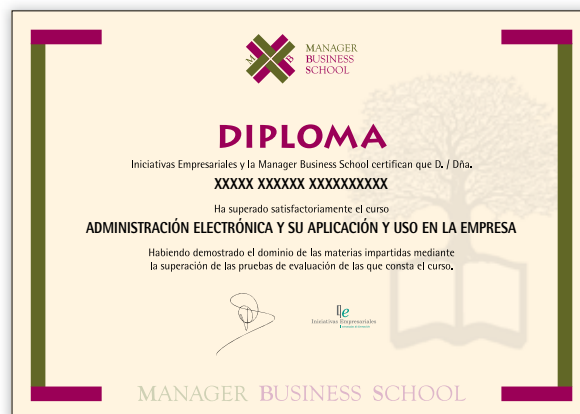 M B
MANAGER
BUSINESS
SCHOOL
DIPLOMA
Iniciativas Empresariales y la Manager Business School certifican que D. / Dña.
XXXXX XXXXXX XXXXXXXXXX
Ha superado satisfactoriamente el curso
ADMINISTRACIÓN ELECTRÓNICA Y SU APLICACIÓN Y USO EN LA EMPRESA
Habiendo demostrado el dominio de las materias impartidas mediante
la superación de las pruebas de evaluación de las que consta el curso.
Iniciativas Empresariales
MANAGER BUSINESS SCHOOL